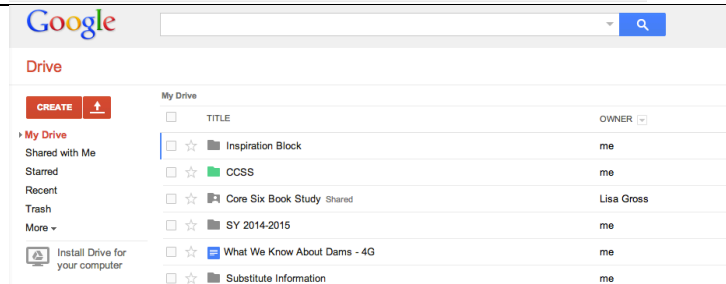 Google
Drive
CREATE
My Drive
Shared with Me
Starred
Recent
Trash
More
Install Drive for
your computer
My Drive
TITLE OWNER
Inspiration Block me
CCSS me
Core Six Book Study Shared Lisa Gross
SY 2014-2015 me
What We Know About Dams - 4G me
Substitute Information me